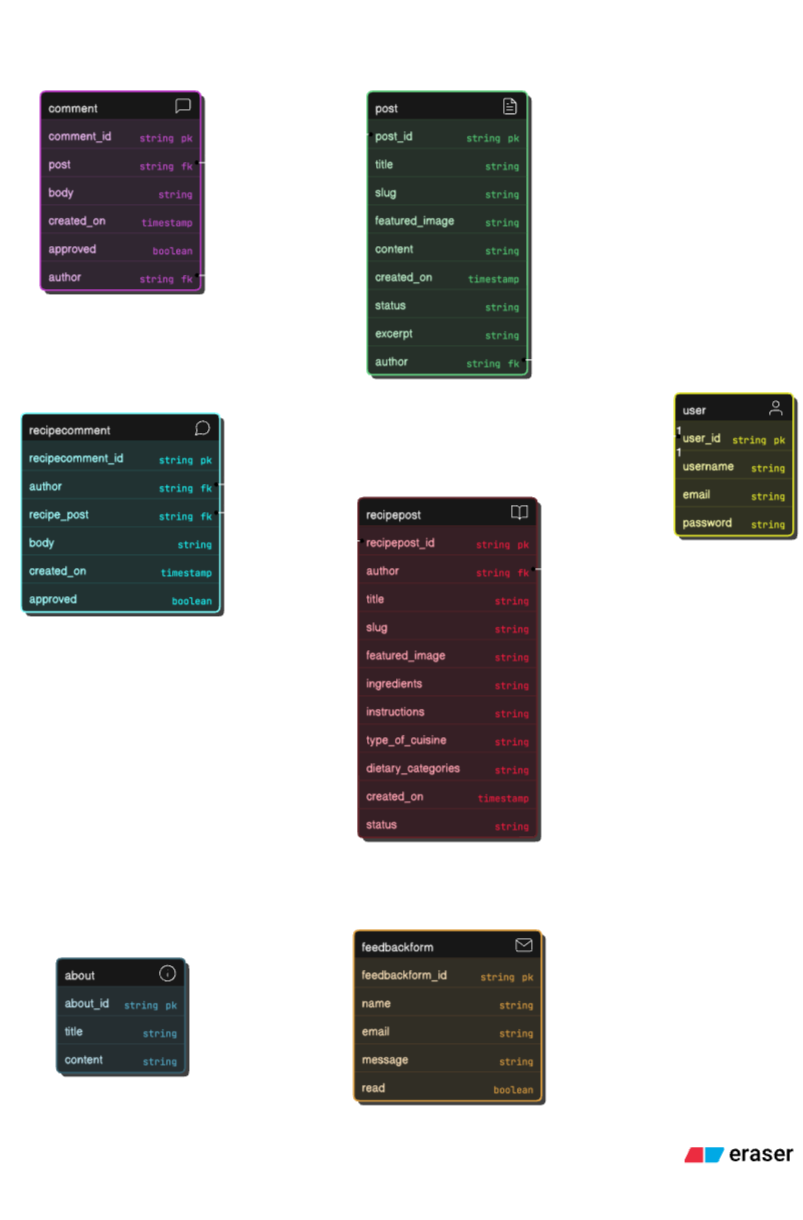 comment
comment_id string pk
post string fk
body string
created_on timestamp
approved boolean
author string fk
post
post_id string pk
title string
slug string
featured_image string
content string
created_on timestamp
status string
excerpt string
author string fk
user
1
user_id string pk
1
username string
email string
password string
recipecomment
recipecomment_id string pk
author string fk
recipe_post string fk
body string
created_on timestamp
approved boolean
recipepost
recipepost_id string pk
author string fk
title string
slug string
featured_image string
ingredients string
instructions string
type_of_cuisine string
dietary_categories string
created_on timestamp
status string
about
about_id string pk
title string
content string
feedbackform
feedbackform_id string pk
name string
email string
message string
read boolean
eraser